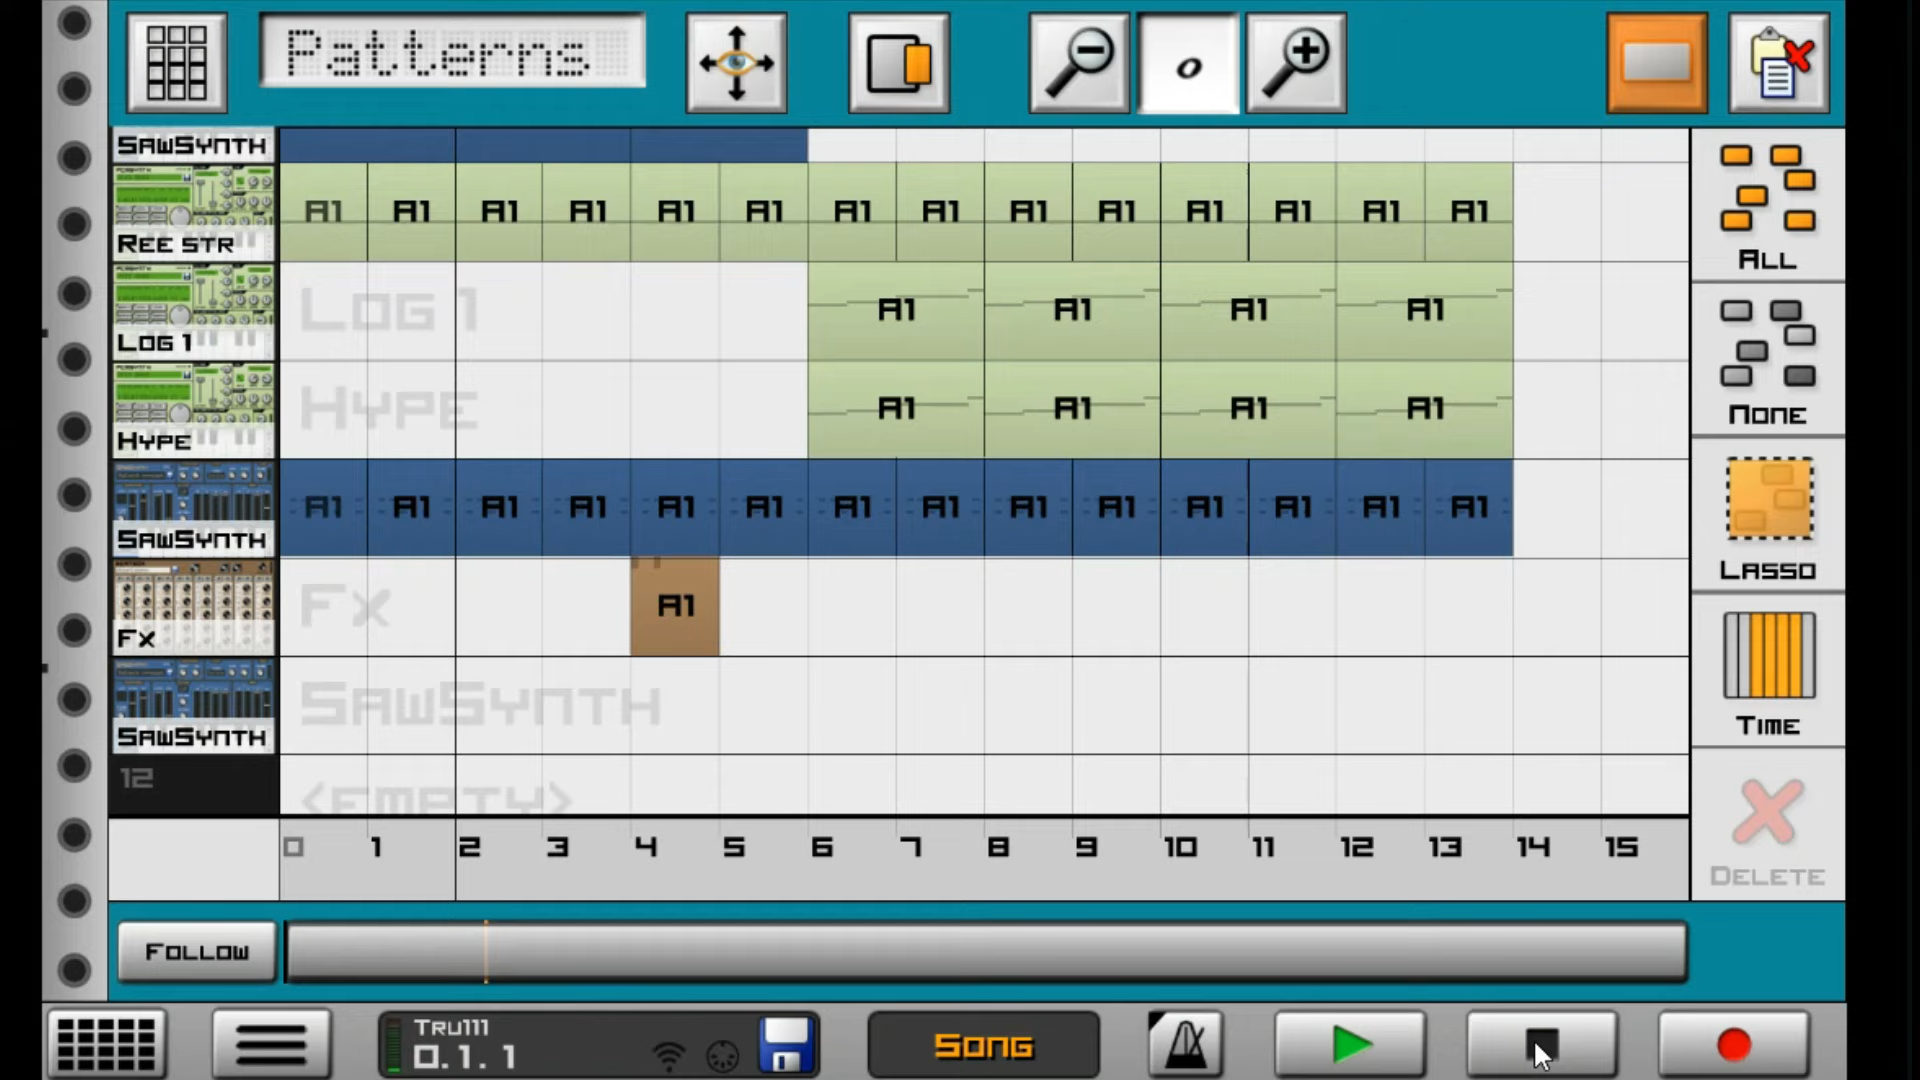 Patterns
SAWSYNTH
A1 A1 A1 A1 A1 A1 A1 A1 A1 A1 A1 A1 A1 A1
REE STR
ALL
LOG 1
A1 A1 A1 A1
LOG 1
NONE
HYPE
A1 A1 A1 A1
HYPE
A1 A1 A1 A1 A1 A1 A1 A1 A1 A1 A1 A1 A1 A1
SAWSYNTH
LASSO
FX
A1
FX
SAWSYNTH
SAWSYNTH
TIME
12
<EMPTY>
0 1 2 3 4 5 6 7 8 9 10 11 12 13 14 15
DELETE
FOLLOW
TRU111
0.1. 1
SONG